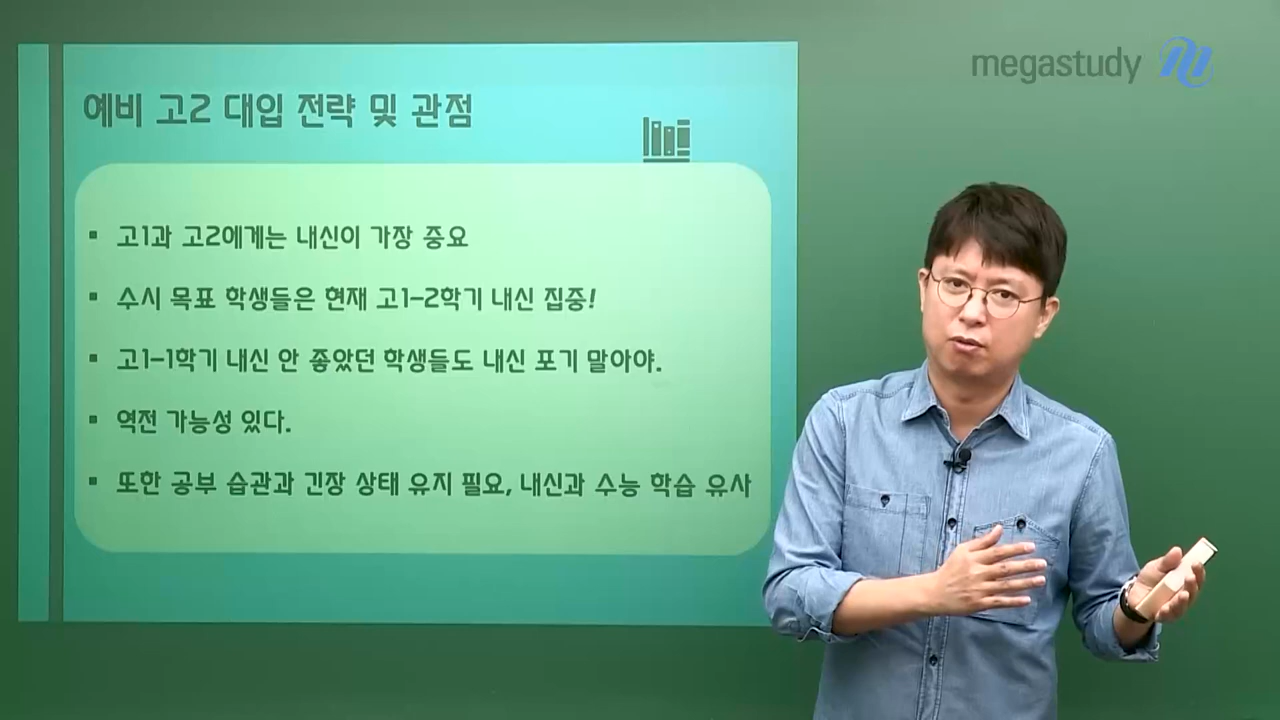 megastudy
예비 고2 대입 전략 및 관점
▪ 고1과 고2에게는 내신이 가장 중요
▪ 수시 목표 학생들은 현재 고1-2학기 내신 집중!
▪ 고1-1학기 내신 안 좋았던 학생들도 내신 포기 말아야.
▪ 역전 가능성 있다.
▪ 또한 공부 습관과 긴장 상태 유지 필요, 내신과 수능 학습 유사